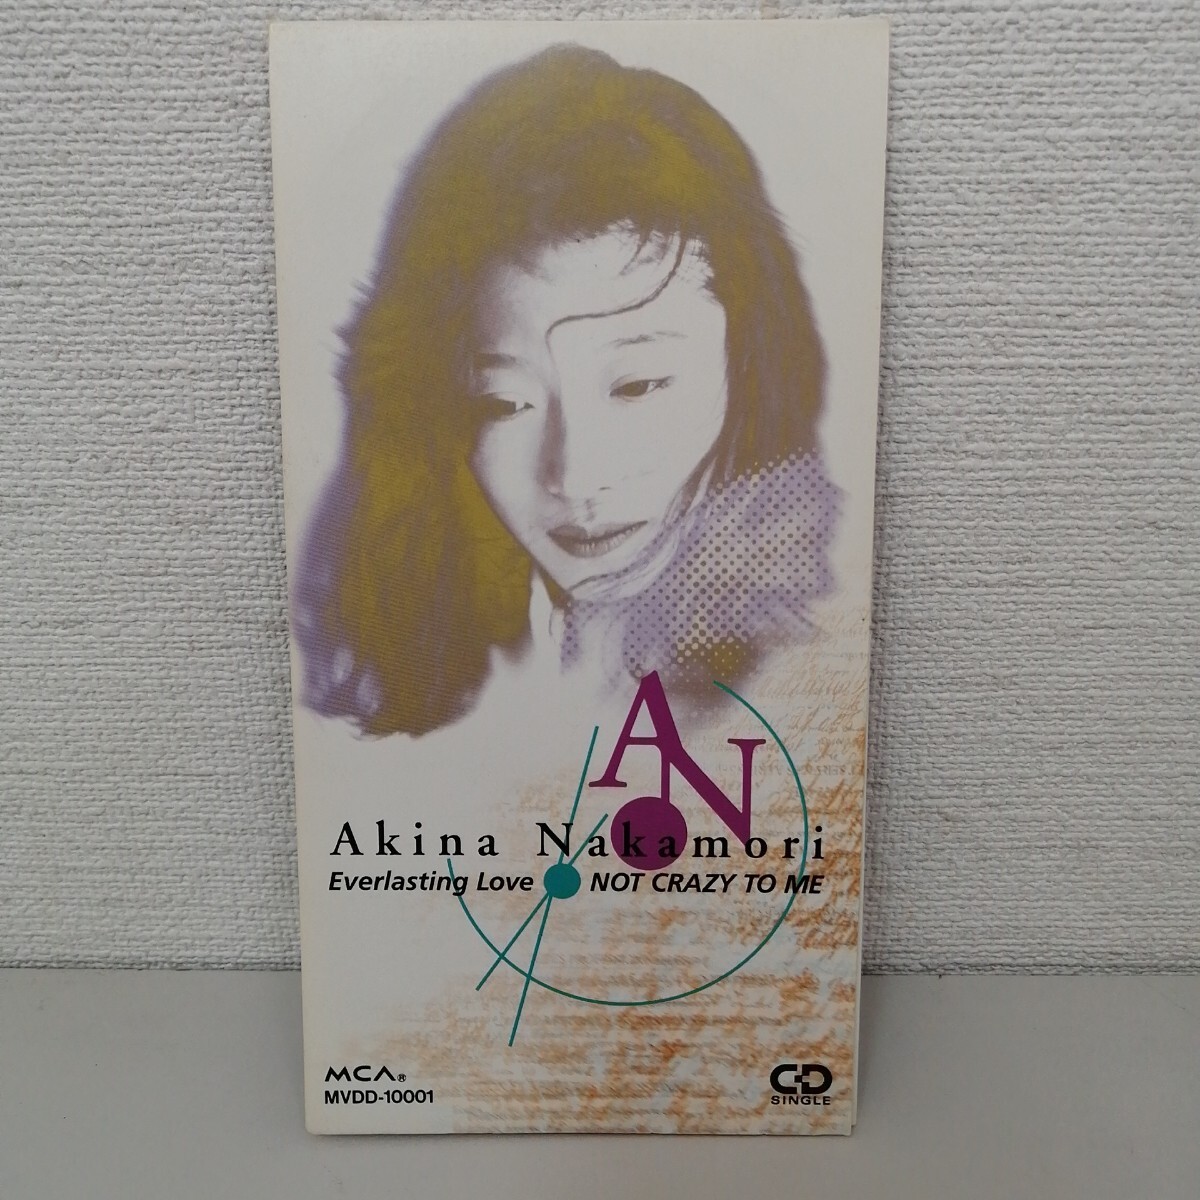 AN
Akina Nakamori
Everlasting Love NOT CRAZY TO ME
MCA®
MVDD-10001
CD
SINGLE